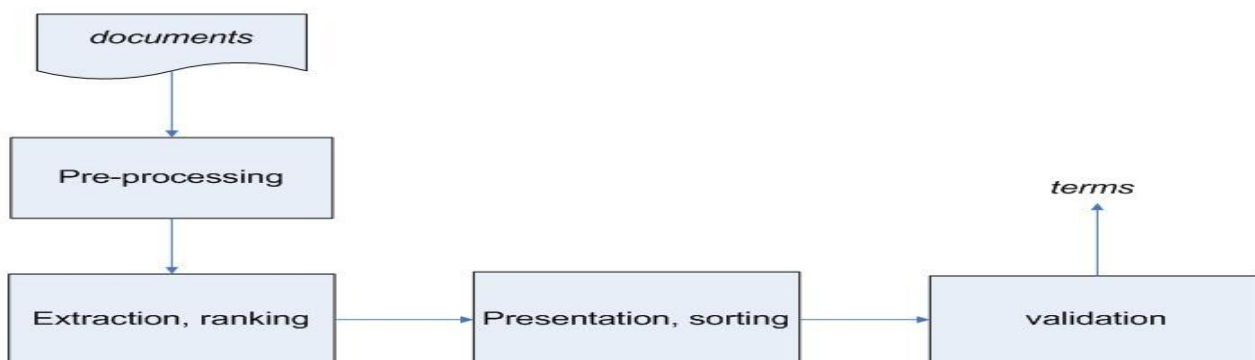 documents
Pre-processing
terms
Extraction, ranking
Presentation, sorting
validation